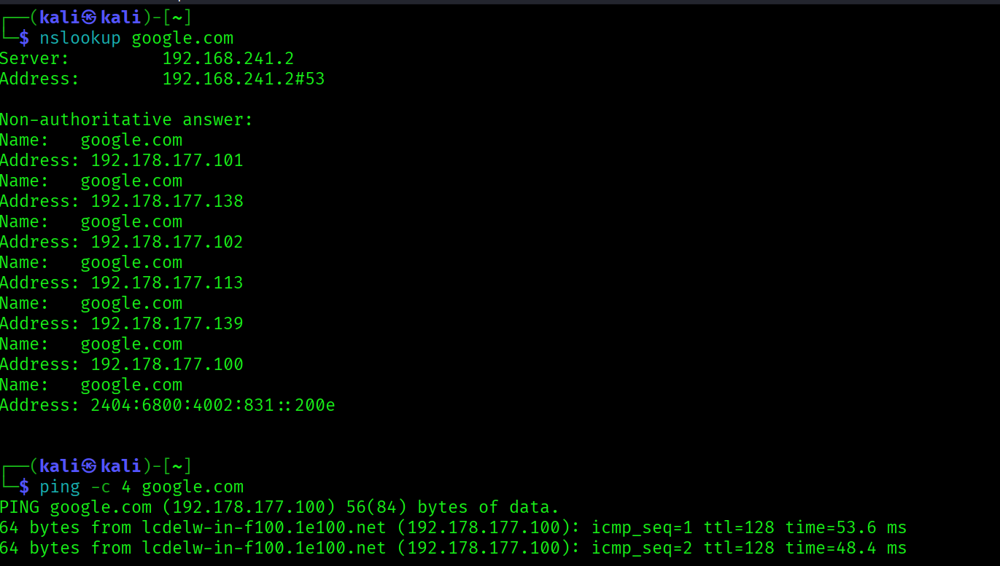 ┌──(kali㉿kali)-[~]
└─$ nslookup google.com
Server:         192.168.241.2
Address:        192.168.241.2#53

Non-authoritative answer:
Name:   google.com
Address: 192.178.177.101
Name:   google.com
Address: 192.178.177.138
Name:   google.com
Address: 192.178.177.102
Name:   google.com
Address: 192.178.177.113
Name:   google.com
Address: 192.178.177.139
Name:   google.com
Address: 192.178.177.100
Name:   google.com
Address: 2404:6800:4002:831::200e

┌──(kali㉿kali)-[~]
└─$ ping -c 4 google.com
PING google.com (192.178.177.100) 56(84) bytes of data.
64 bytes from lcdelw-in-f100.1e100.net (192.178.177.100): icmp_seq=1 ttl=128 time=53.6 ms
64 bytes from lcdelw-in-f100.1e100.net (192.178.177.100): icmp_seq=2 ttl=128 time=48.4 ms